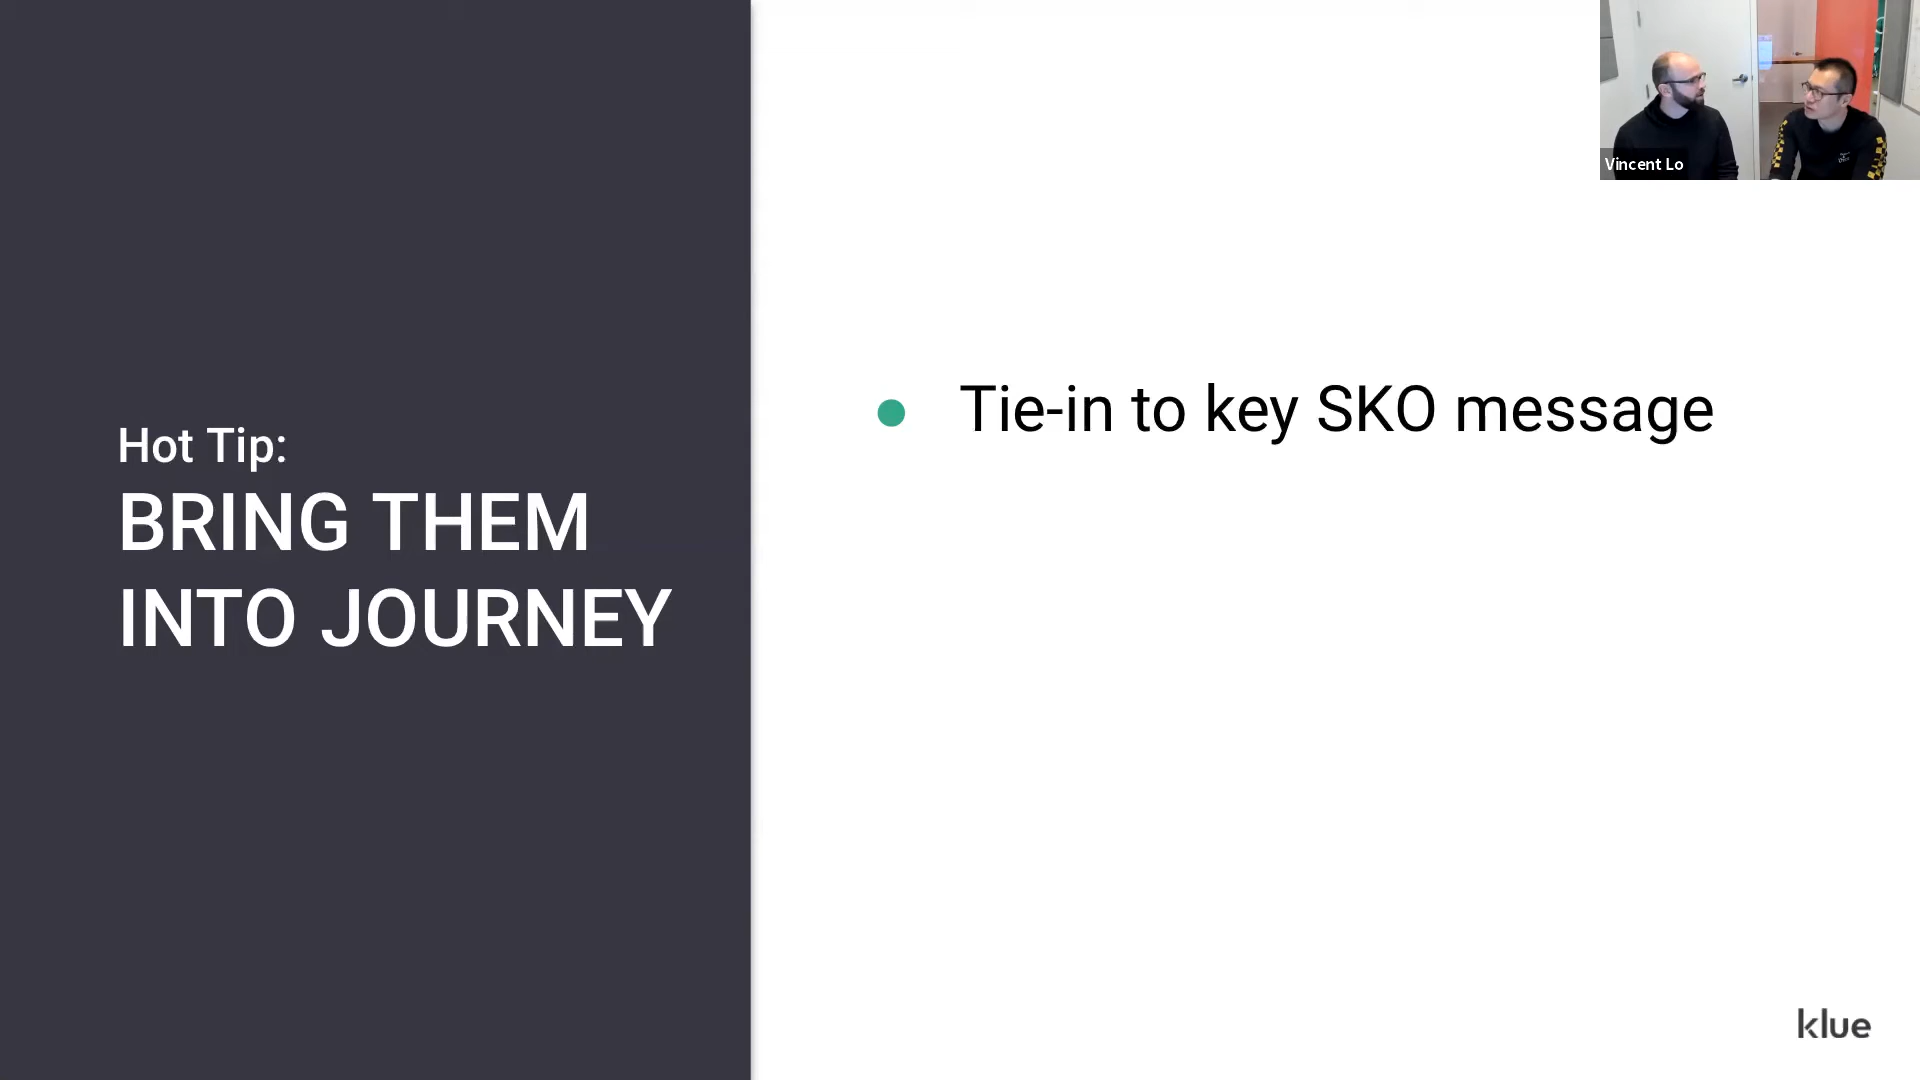 Vincent Lo
Hot Tip:
BRING THEM
INTO JOURNEY
Tie-in to key SKO message
klue